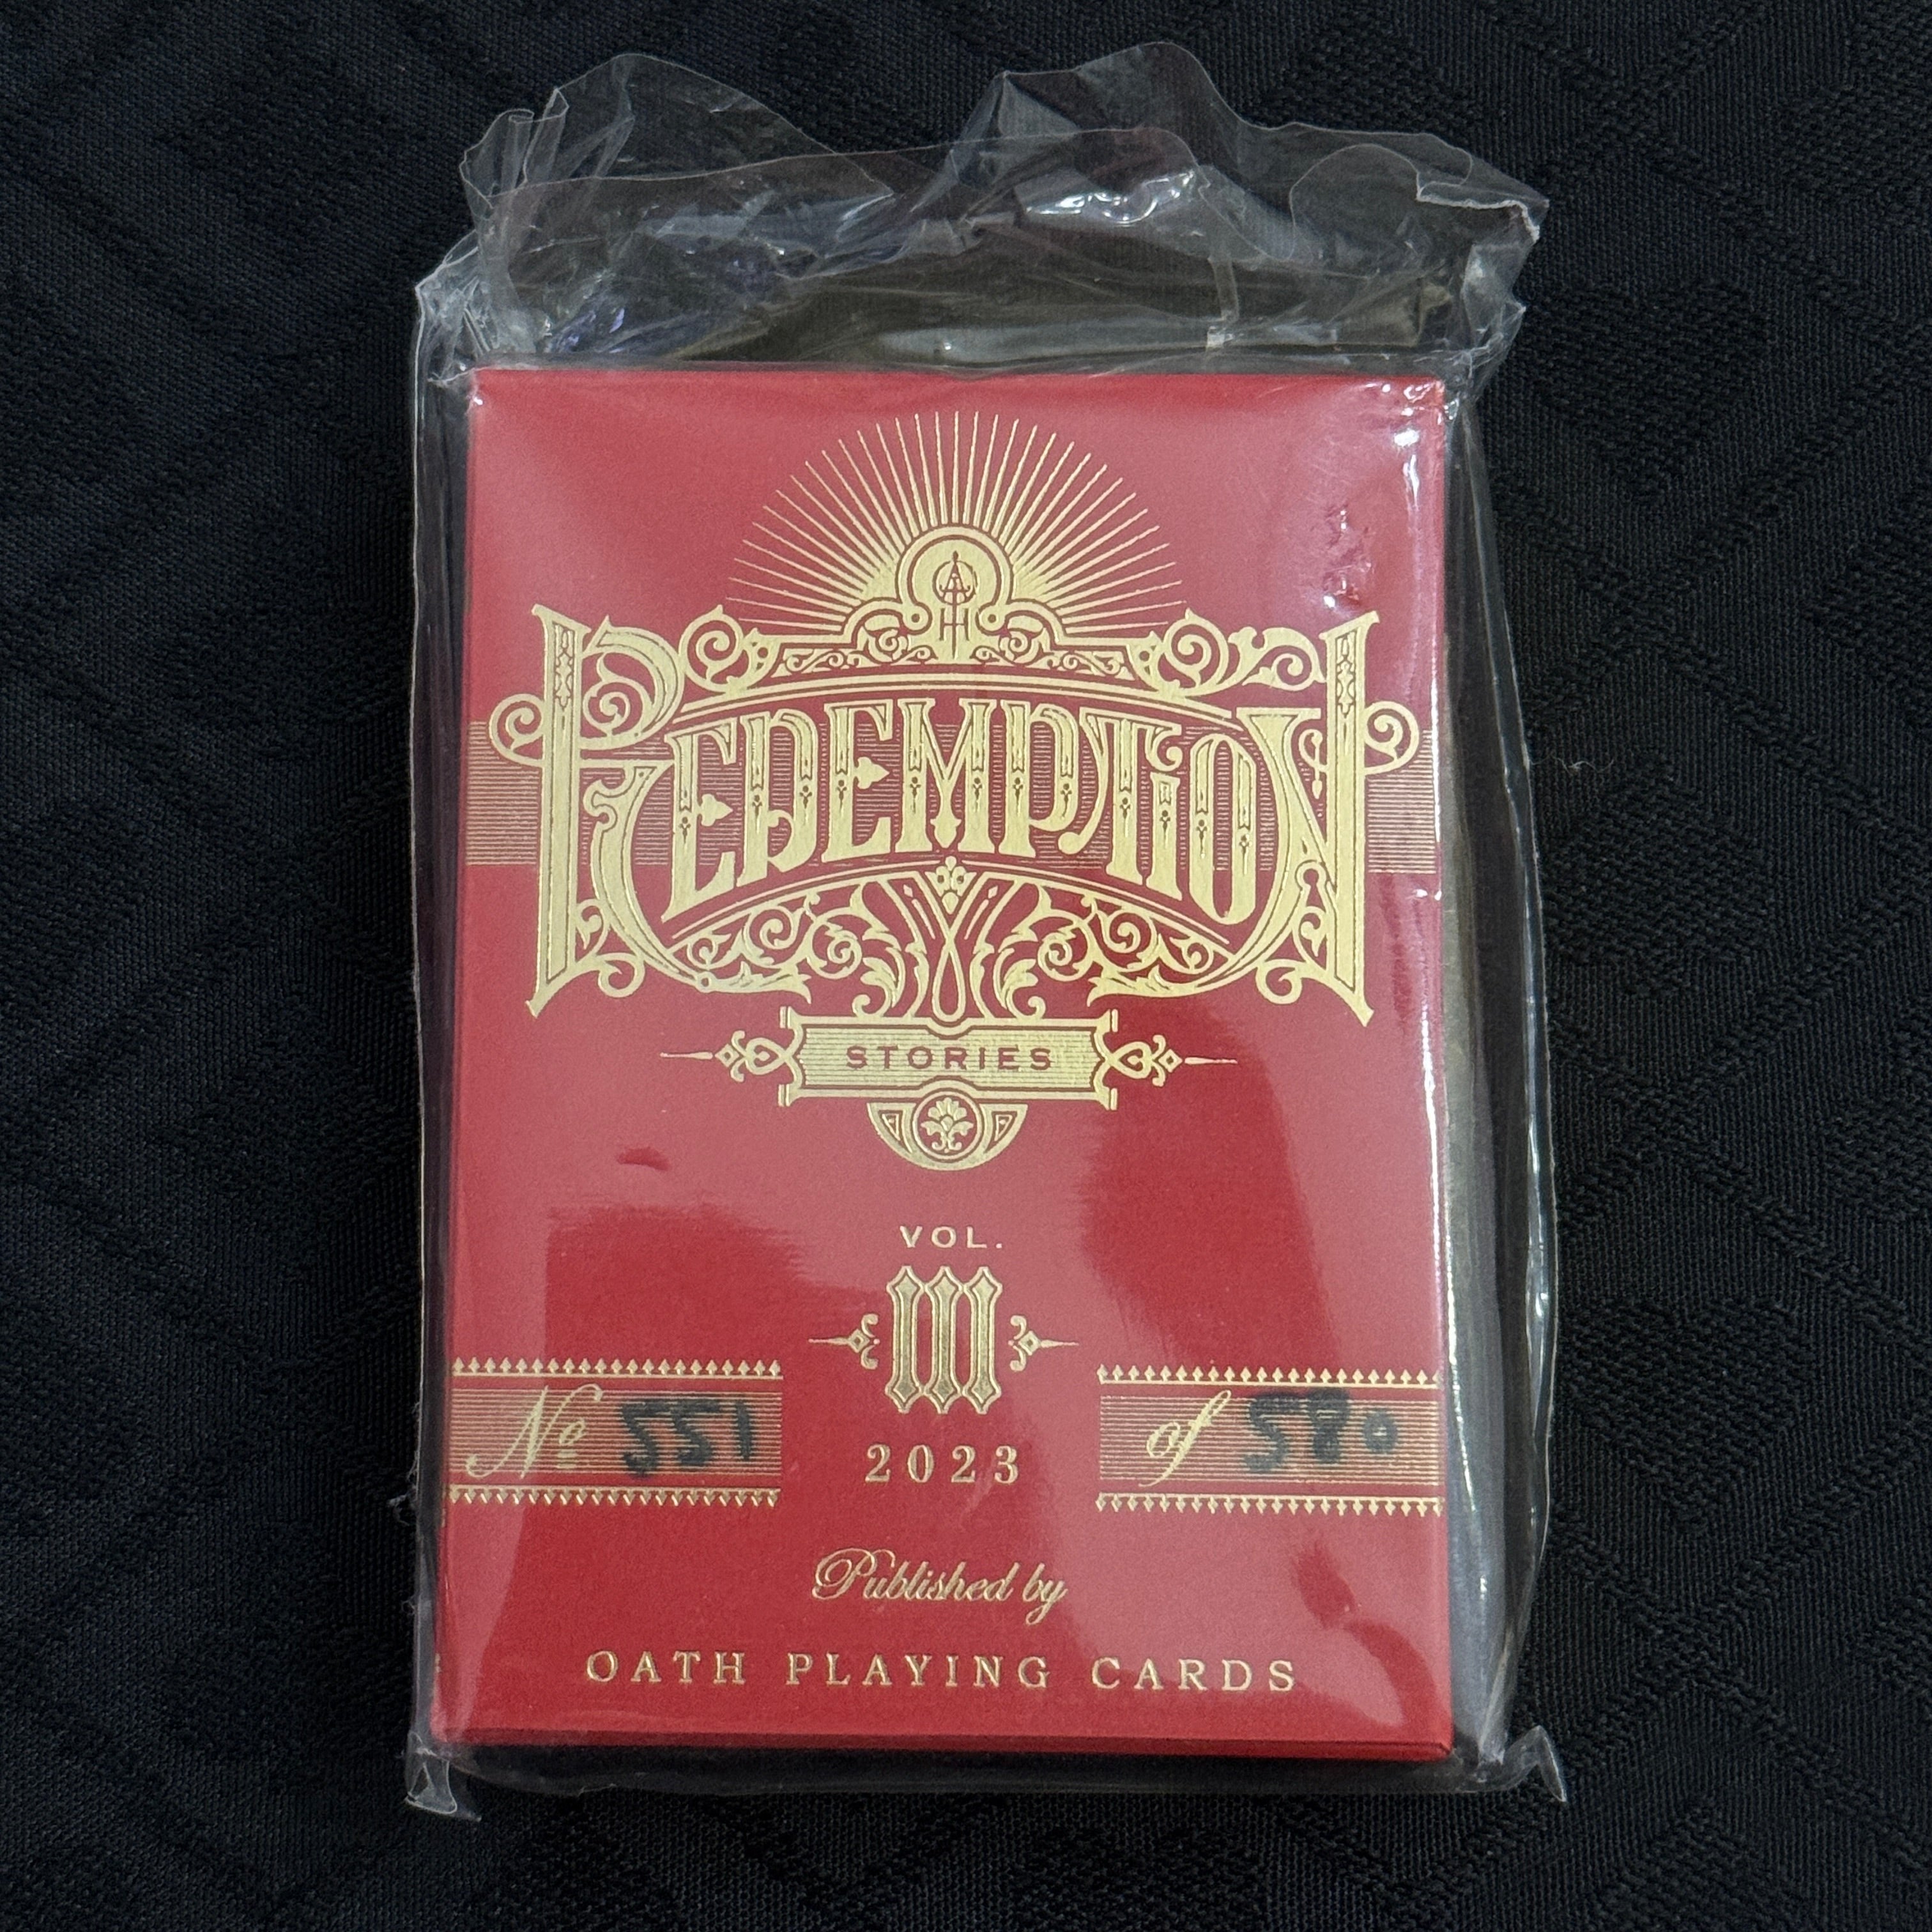 REDEMPTION
STORIES
VOL.
III
No 551 of 580
2023
Published by
OATH PLAYING CARDS